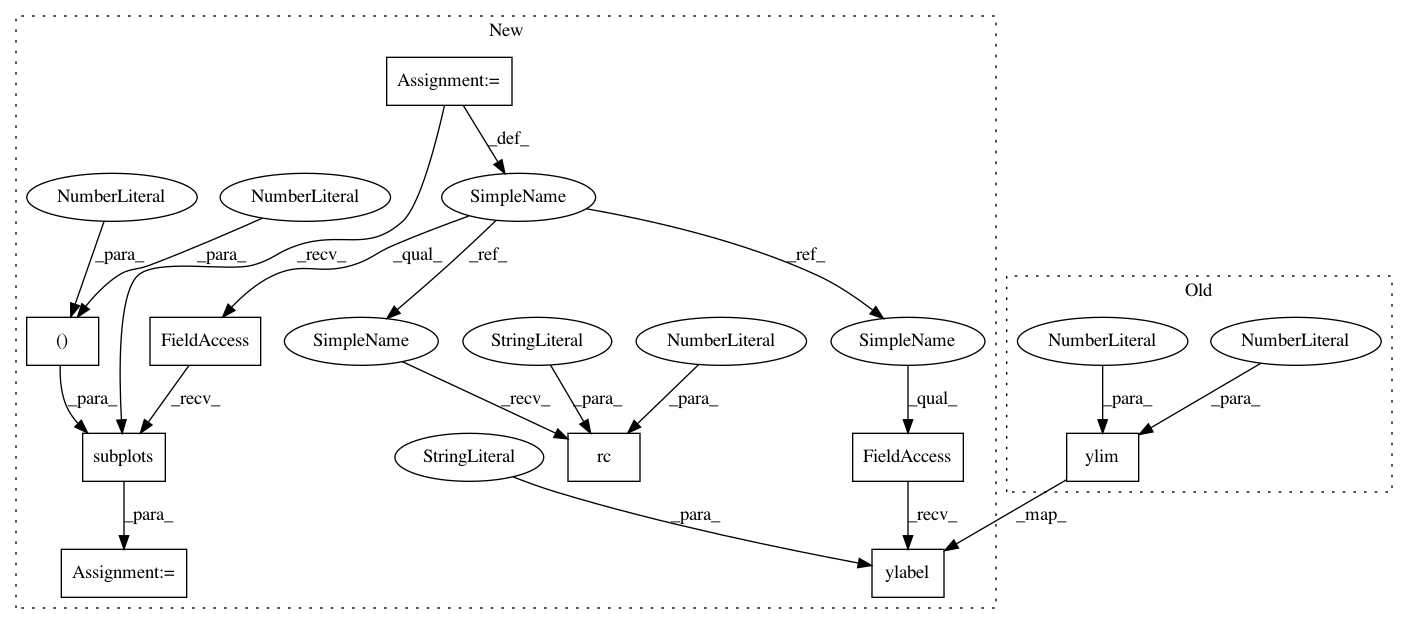 New
Assignment:=
_def_
NumberLiteral
NumberLiteral
SimpleName
_para_
_para_
_recv_
_qual_
_ref_
_ref_
Old
()
FieldAccess
SimpleName
StringLiteral
NumberLiteral
SimpleName
NumberLiteral
NumberLiteral
_para_
_recv_
_recv_
_para_
_para_
_qual_
_para_
_para_
subplots
StringLiteral
rc
FieldAccess
ylim
_para_
_para_
_recv_
_map_
Assignment:=
ylabel